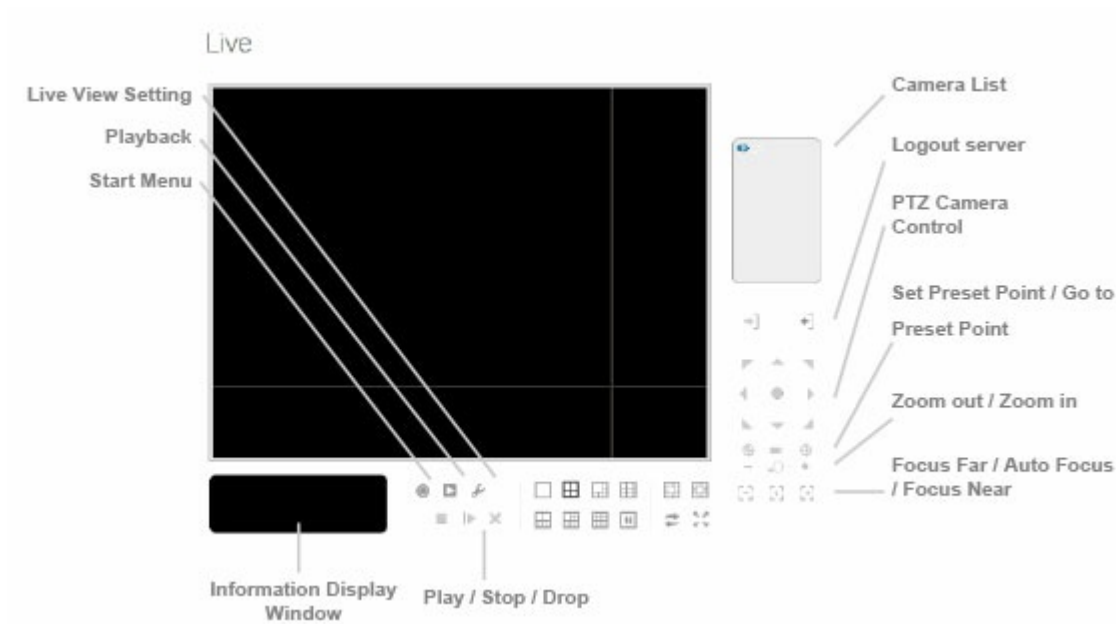 Live
Live View Setting
Playback
Start Menu
Camera List
Logout server
PTZ Camera
Control
Set Preset Point / Go to
Preset Point
Zoom out / Zoom in
Focus Far / Auto Focus
/ Focus Near
Information Display
Window
Play / Stop / Drop